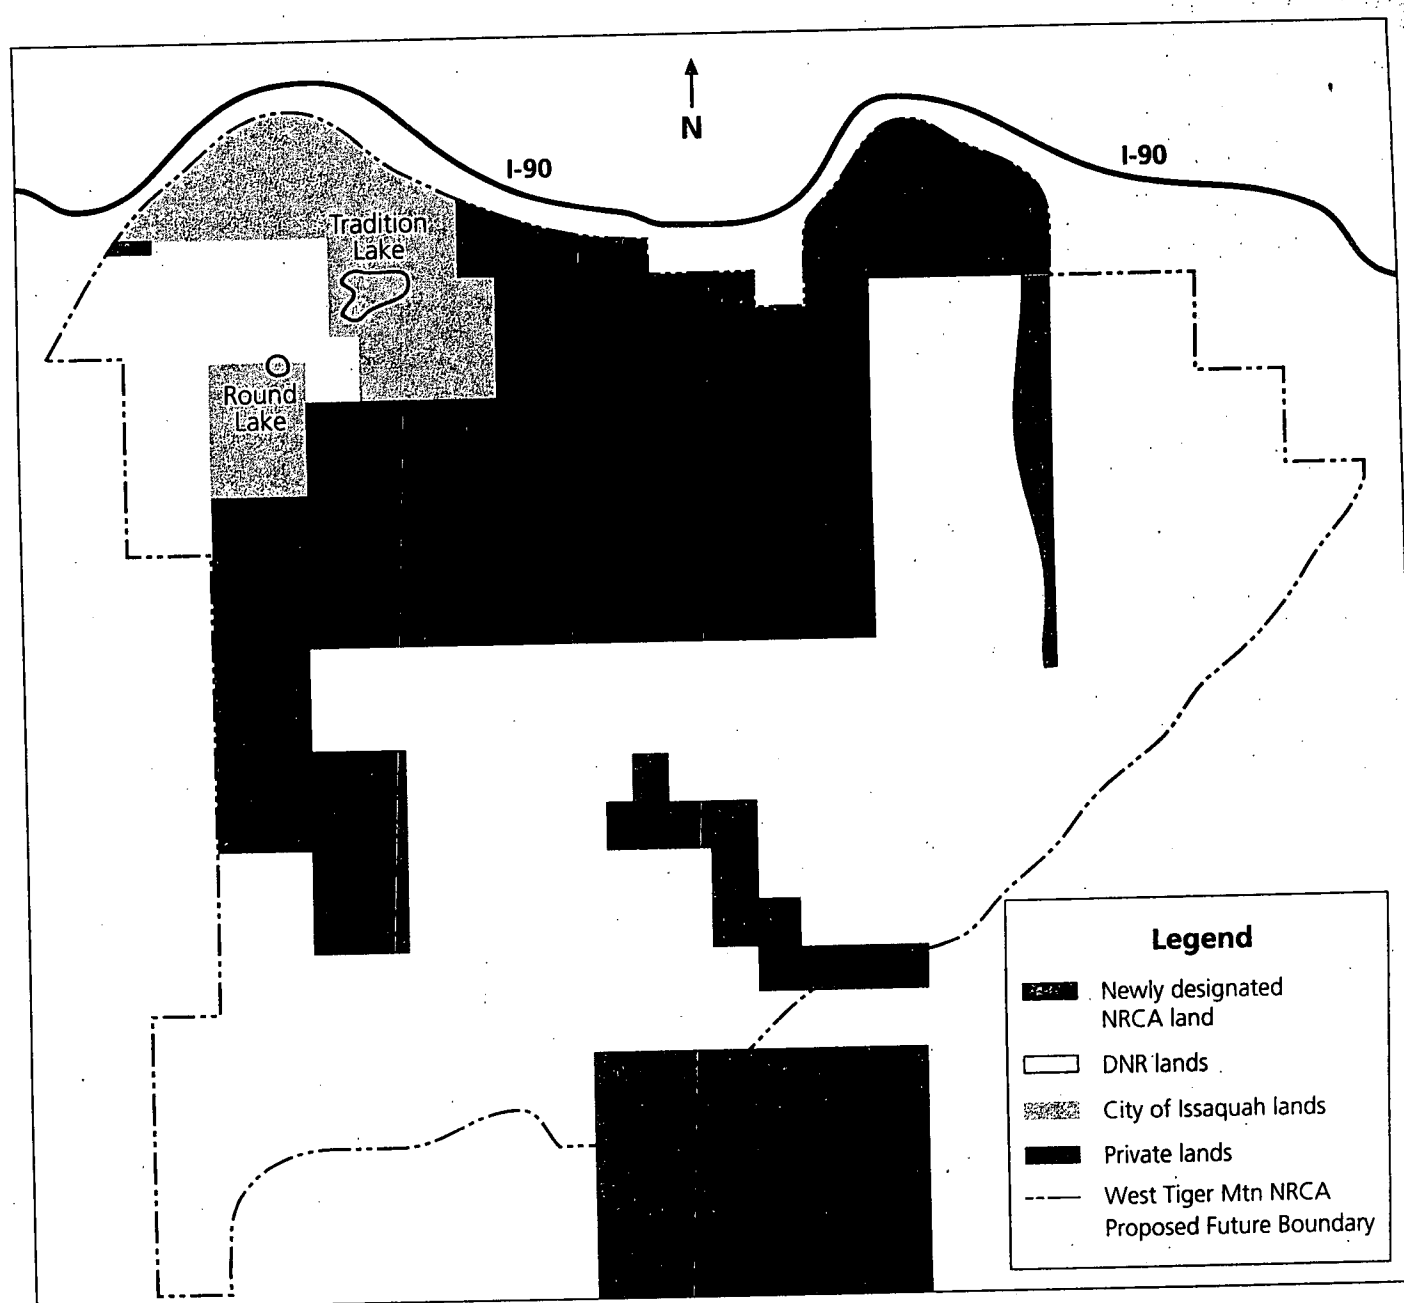 N
I-90
I-90
Tradition
Lake
Round
Lake
Legend
Newly designated
NRCA land
DNR lands
City of Issaquah lands
Private lands
West Tiger Mtn NRCA
Proposed Future Boundary